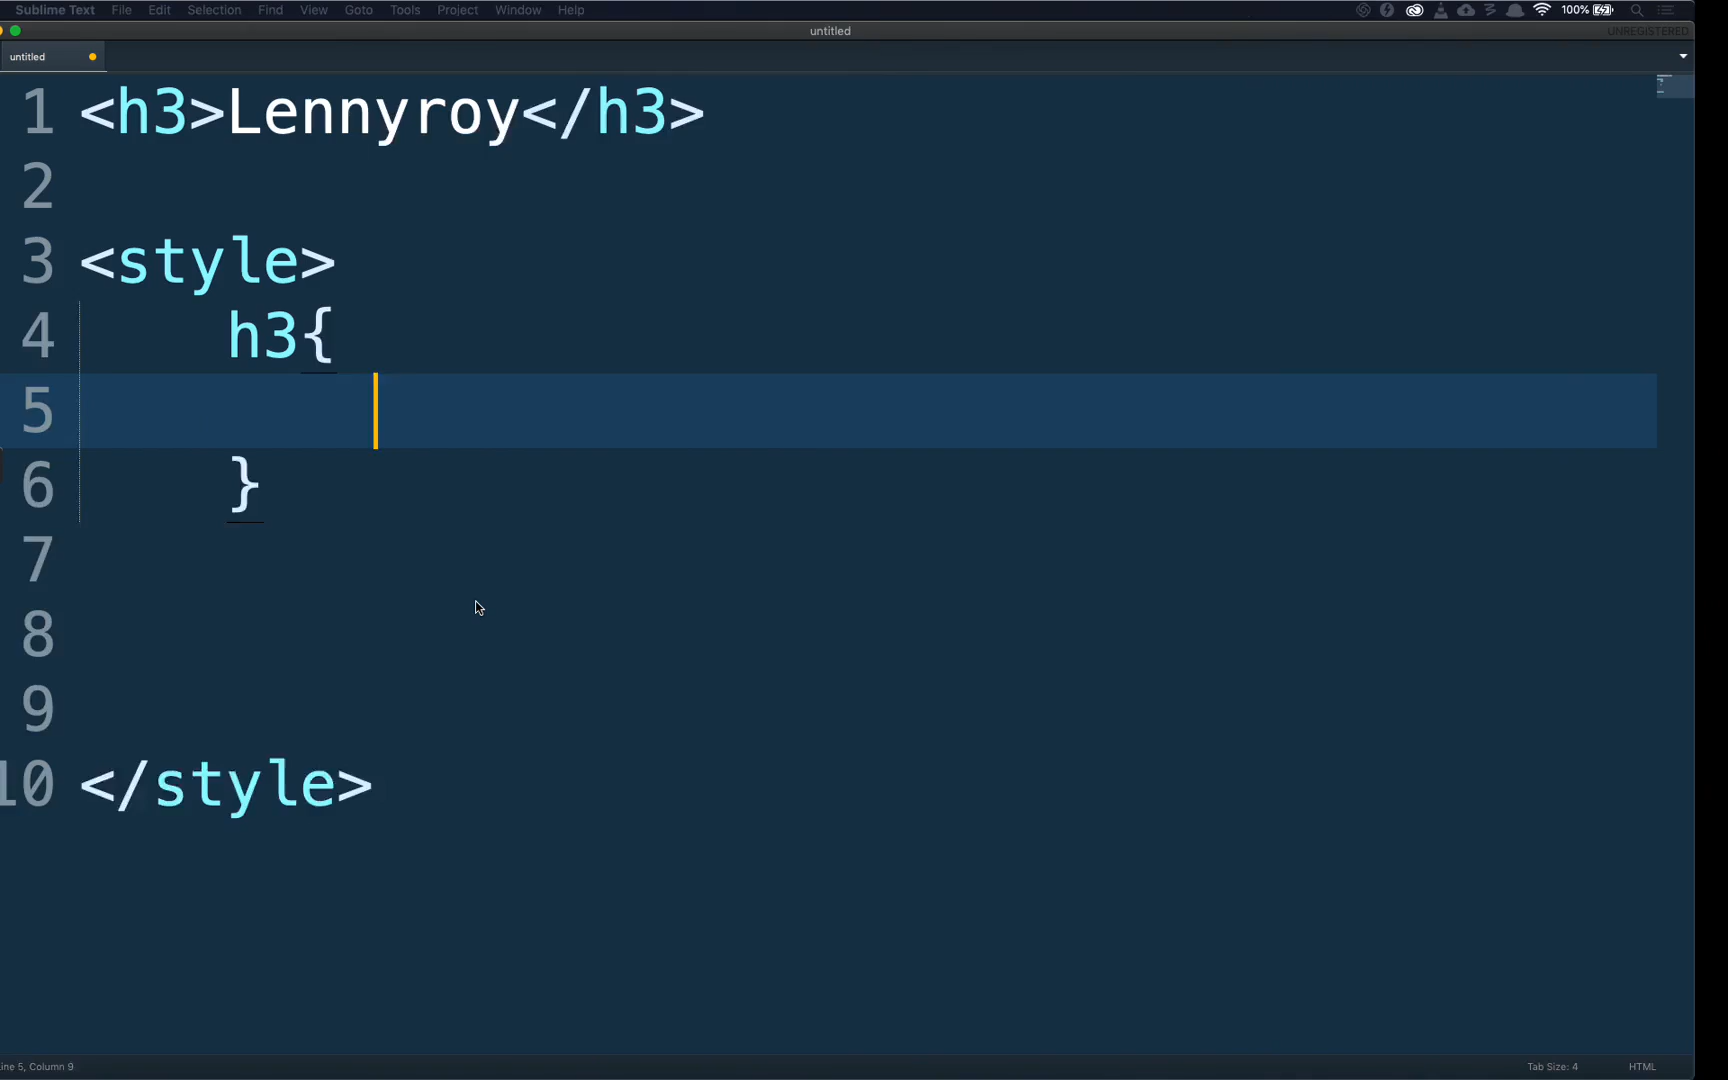 Sublime Text File Edit Selection Find View Goto Tools Project Window Help 100%
untitled UNREGISTERED
untitled
1 <h3>Lennyroy</h3>
2
3 <style>
4 h3{
5
6 }
7
8
9
10 </style>
ine 5, Column 9 Tab Size: 4 HTML